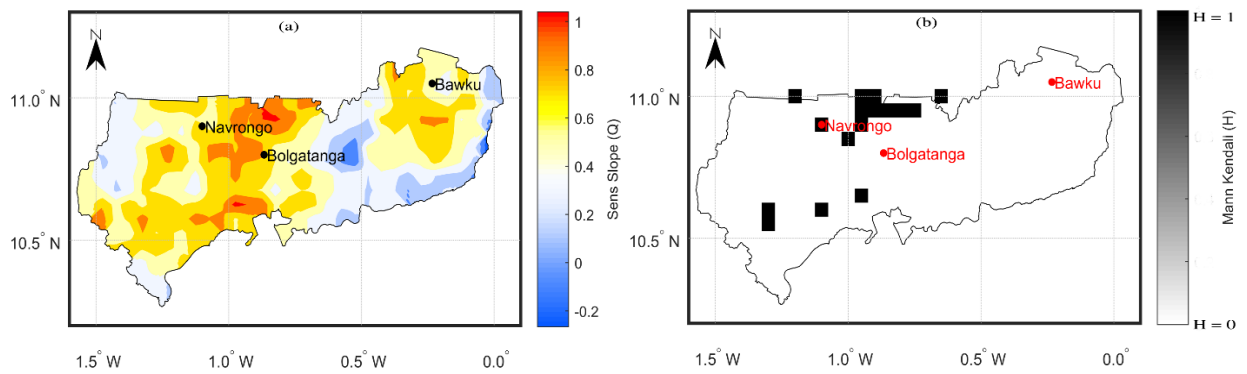 (a)
N
11.0° N
10.5° N
Bawku
Navrongo
Bolgatanga
1.5° W
1.0° W
0.5° W
0.0°
1
0.8
0.6
0.4
0.2
0
-0.2
Sens Slope (Q)
(b)
N
11.0° N
10.5° N
Bawku
Navrongo
Bolgatanga
1.5° W
1.0° W
0.5° W
0.0°
H = 1
H = 0
Mann Kendali (H)